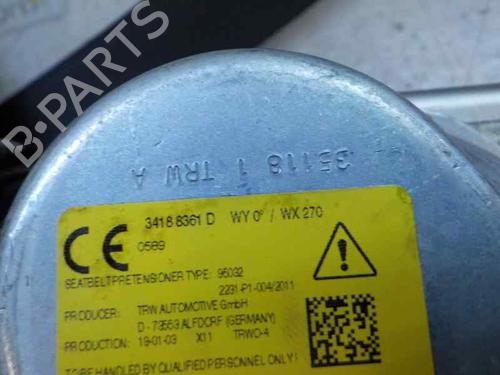 B-PARTS
35118 1 TRW A
3418 8361 D WY 0° / WX 270
CE 0589
SEATBELTPRETENSIONER TYPE: 95032
2231-P1-004/2011
PRODUCER: TRW AUTOMOTIVE GmbH
D - 73553 ALFDORF (GERMANY)
PRODUCTION: 19-01-03 X11 TRWO-4
TO BE HANDLED BY QUALIFIED PERSONNEL ONLY!